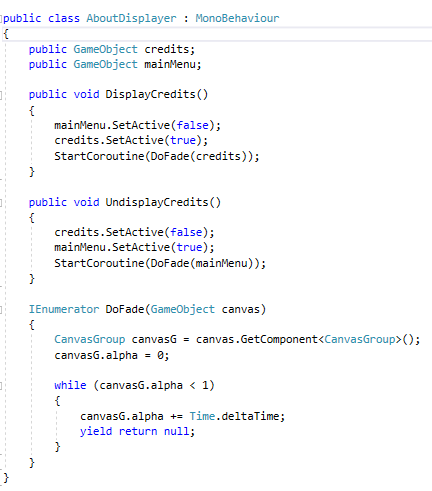 public class AboutDisplayer : MonoBehaviour
{
    public GameObject credits;
    public GameObject mainMenu;

    public void DisplayCredits()
    {
        mainMenu.SetActive(false);
        credits.SetActive(true);
        StartCoroutine(DoFade(credits));
    }

    public void UndisplayCredits()
    {
        credits.SetActive(false);
        mainMenu.SetActive(true);
        StartCoroutine(DoFade(mainMenu));
    }

    IEnumerator DoFade(GameObject canvas)
    {
        CanvasGroup canvasG = canvas.GetComponent<CanvasGroup>();
        canvasG.alpha = 0;

        while (canvasG.alpha < 1)
        {
            canvasG.alpha += Time.deltaTime;
            yield return null;
        }
    }
}